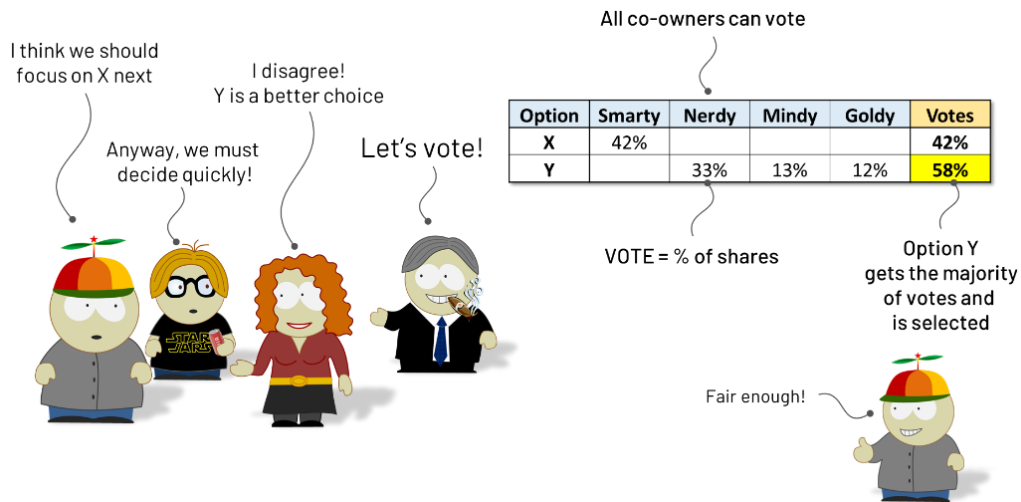 I think we should
focus on X next
Anyway, we must
decide quickly!
I disagree!
Y is a better choice
Let's vote!
STAR
JARS
All co-owners can vote
Option Smarty Nerdy Mindy Goldy Votes
X 42% 42%
Y 33% 13% 12% 58%
VOTE = % of shares
Option Y
gets the majority
of votes and
is selected
Fair enough!